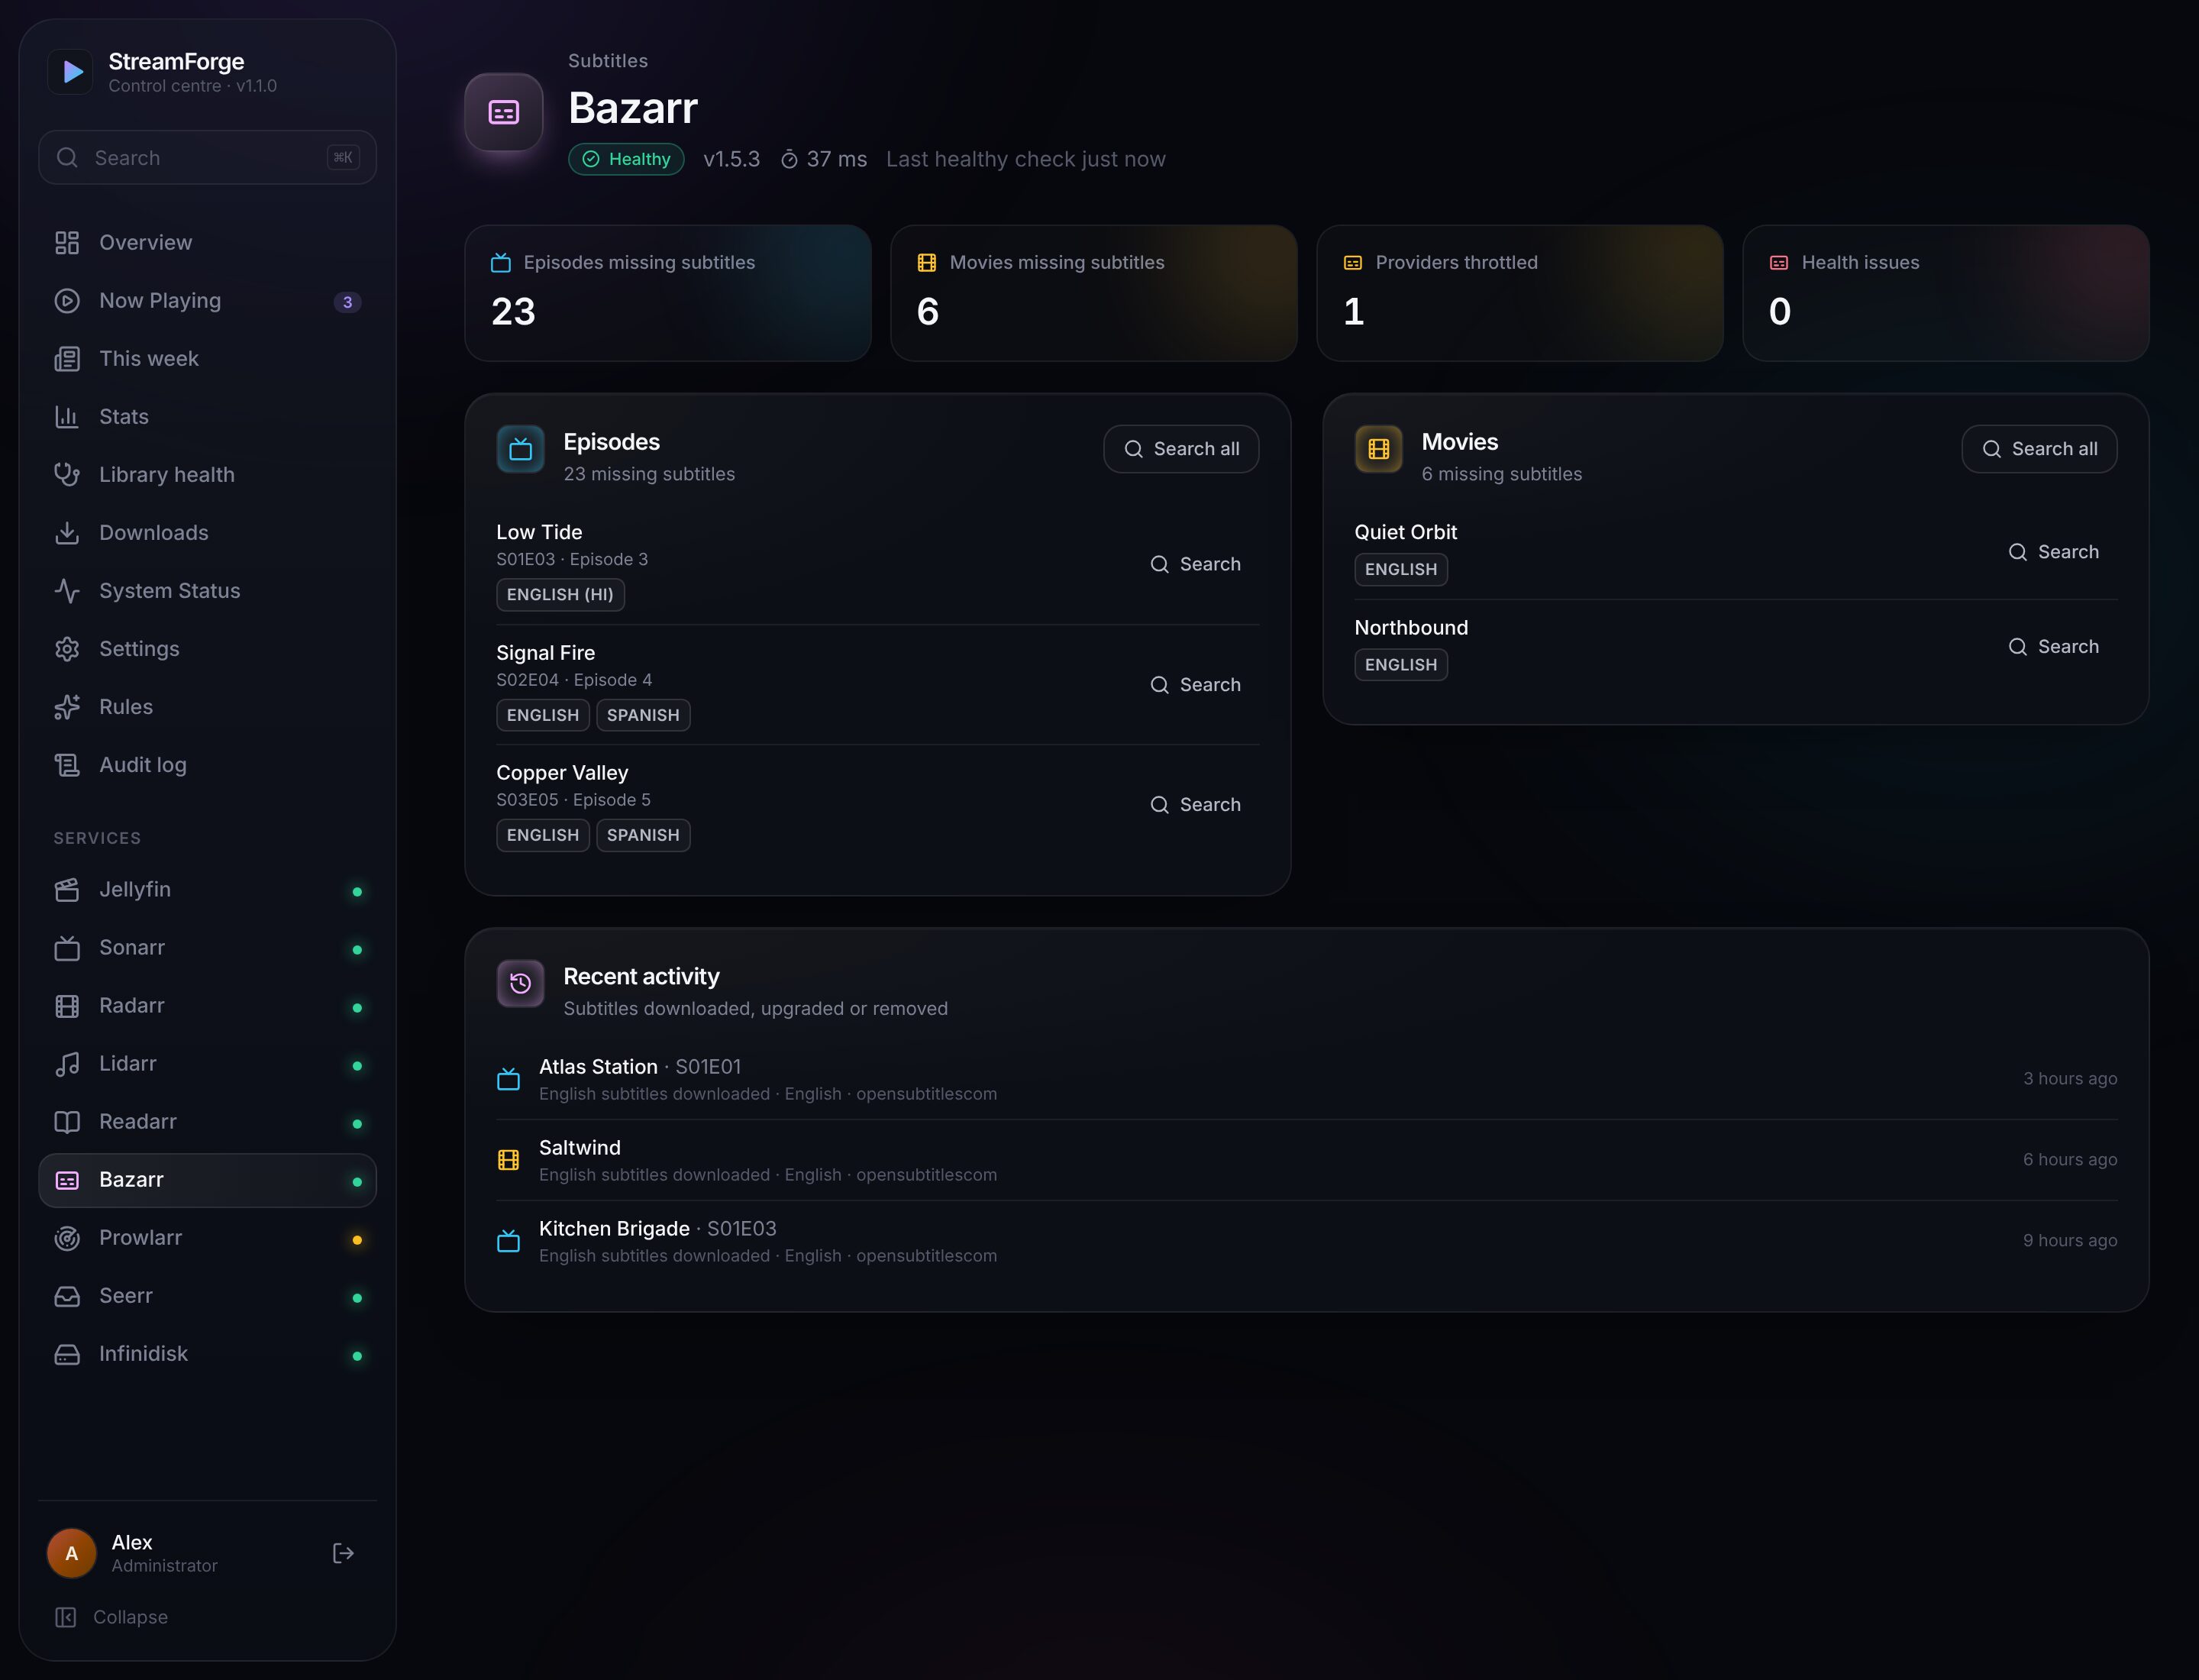 StreamForge
Control centre · v1.1.0
Search ⌘K
Overview
Now Playing 3
This week
Stats
Library health
Downloads
System Status
Settings
Rules
Audit log
SERVICES
Jellyfin
Sonarr
Radarr
Lidarr
Readarr
Bazarr
Prowlarr
Seerr
Infinidisk
A
Alex
Administrator
Collapse
Subtitles
Bazarr
Healthy v1.5.3 37 ms Last healthy check just now
Episodes missing subtitles
23
Movies missing subtitles
6
Providers throttled
1
Health issues
0
Episodes
23 missing subtitles
Search all
Low Tide
S01E03 · Episode 3
ENGLISH (HI)
Search
Signal Fire
S02E04 · Episode 4
ENGLISH SPANISH
Search
Copper Valley
S03E05 · Episode 5
ENGLISH SPANISH
Search
Movies
6 missing subtitles
Search all
Quiet Orbit
ENGLISH
Search
Northbound
ENGLISH
Search
Recent activity
Subtitles downloaded, upgraded or removed
Atlas Station · S01E01
English subtitles downloaded · English · opensubtitlescom
3 hours ago
Saltwind
English subtitles downloaded · English · opensubtitlescom
6 hours ago
Kitchen Brigade · S01E03
English subtitles downloaded · English · opensubtitlescom
9 hours ago